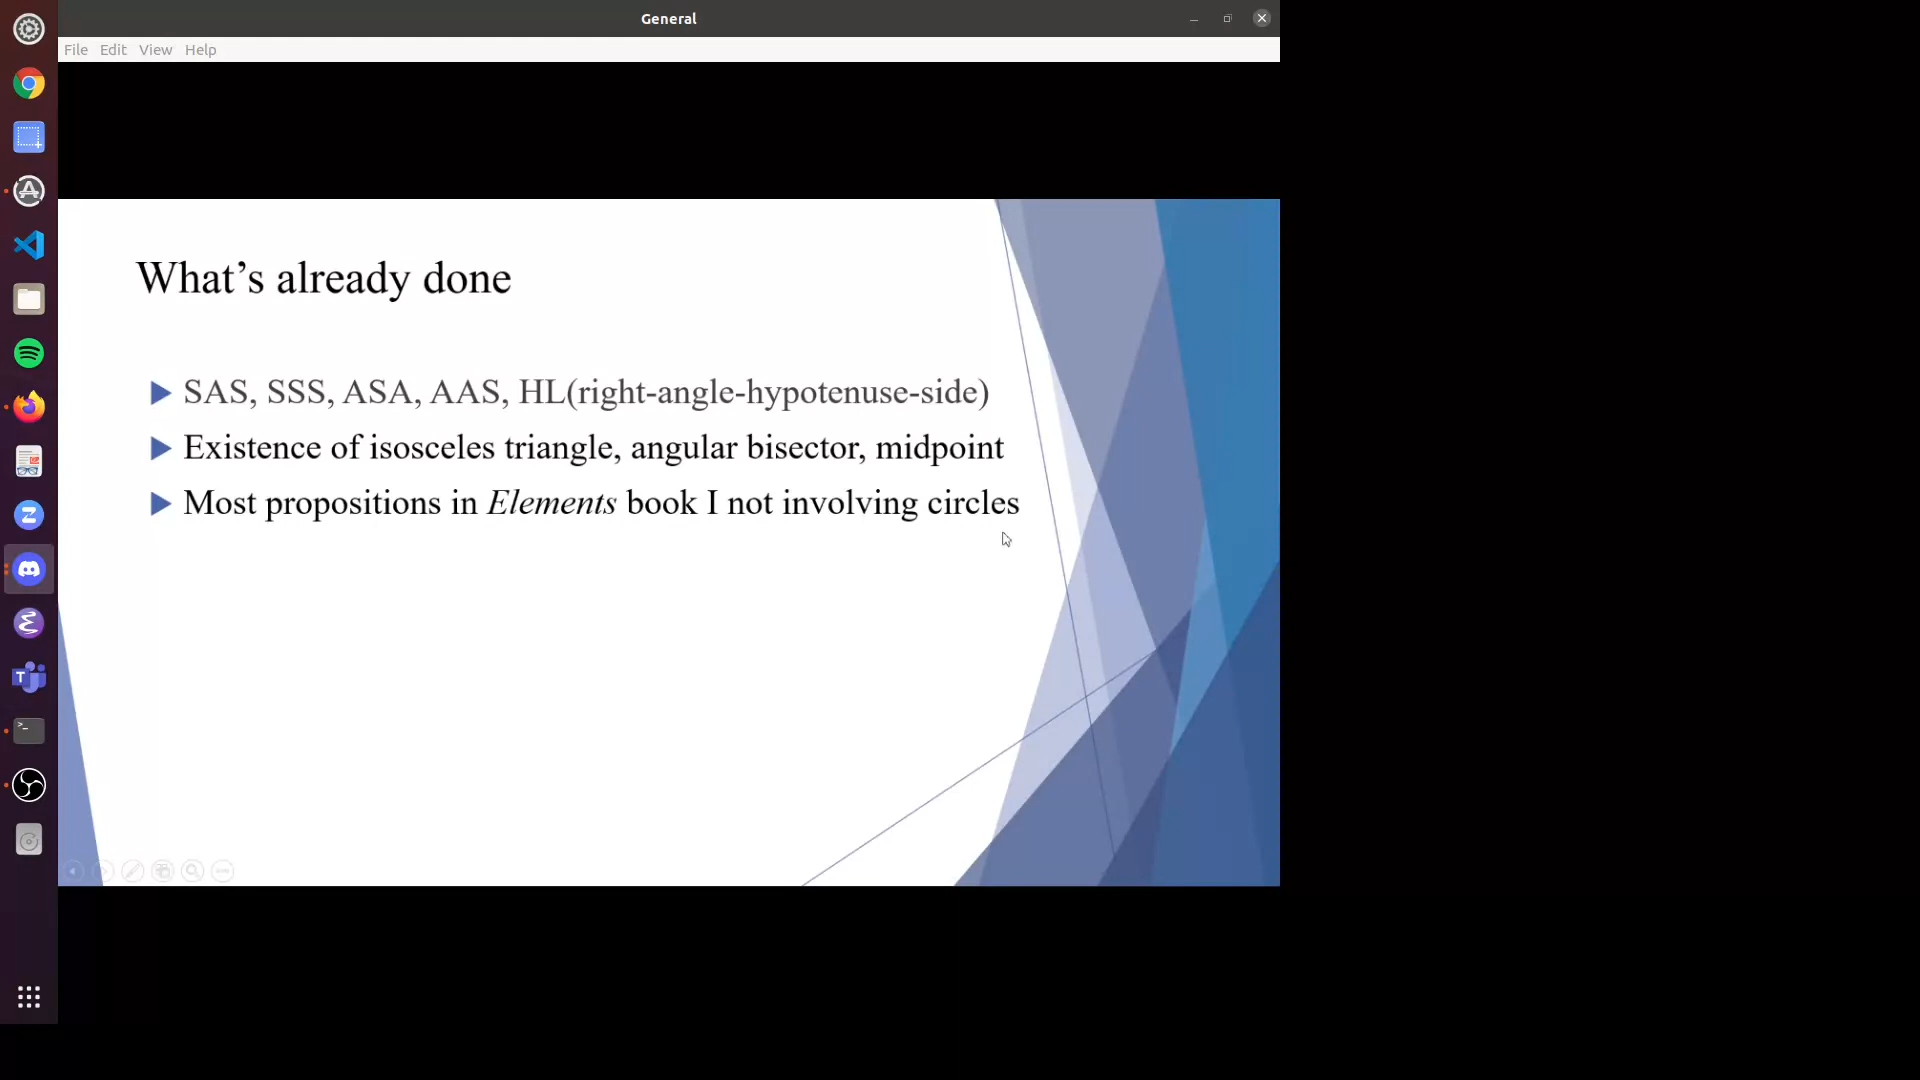 General
File Edit View Help
What’s already done
SAS, SSS, ASA, AAS, HL(right-angle-hypotenuse-side)
Existence of isosceles triangle, angular bisector, midpoint
Most propositions in Elements book I not involving circles